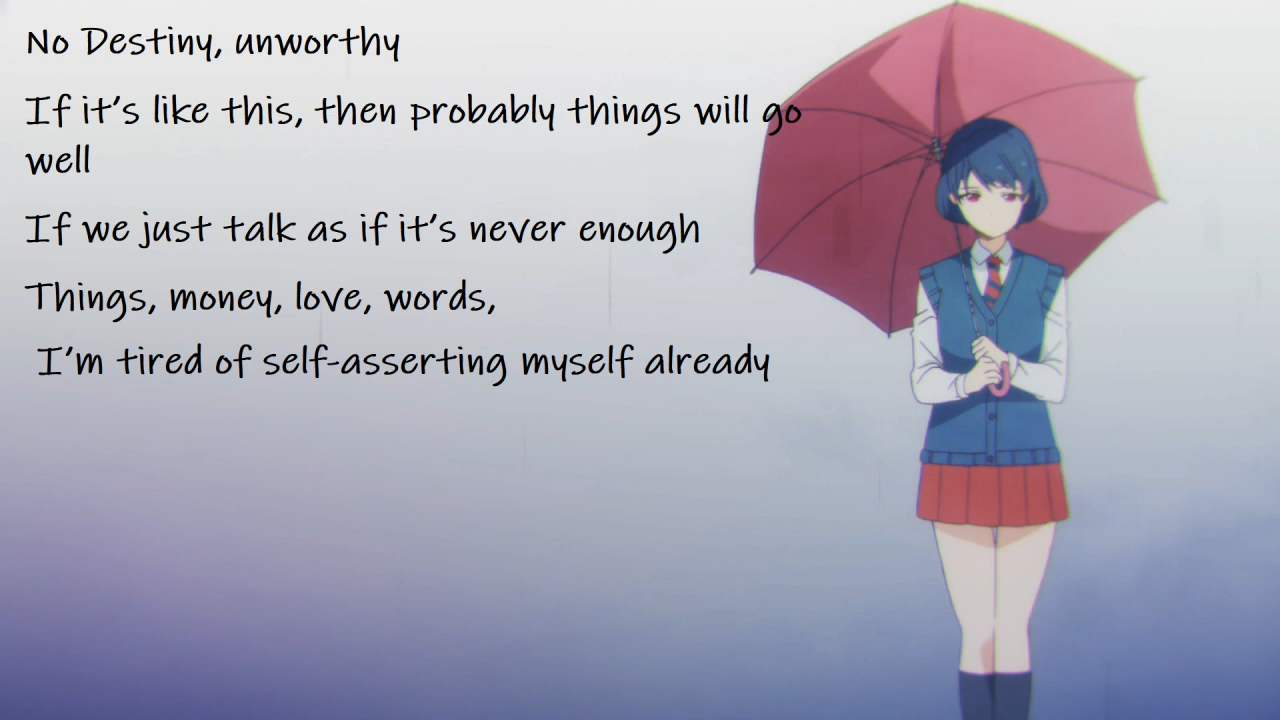 No Destiny, unworthy
If it's like this, then probably things will go
well
If we just talk as if it's never enough
Things, money, love, words,
I'm tired of self-asserting myself already